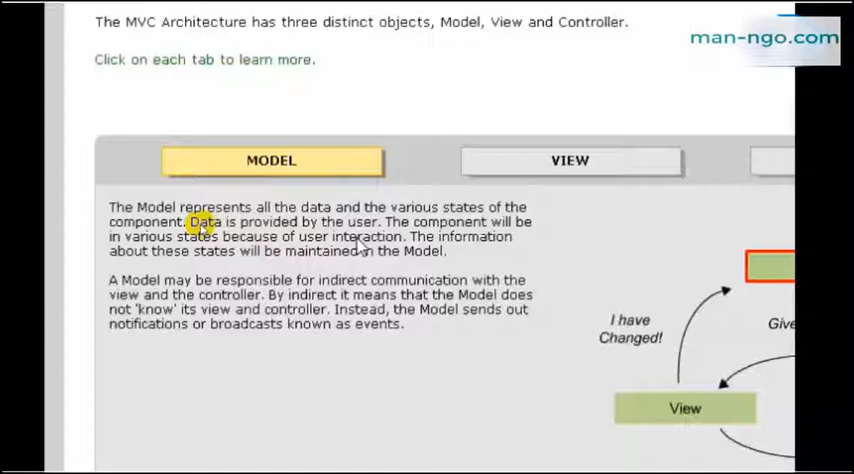 The MVC Architecture has three distinct objects, Model, View and Controller.
man-ngo.com
Click on each tab to learn more.
MODEL
VIEW
The Model represents all the data and the various states of the
component. Data is provided by the user. The component will be
in various states because of user interaction. The information
about these states will be maintained in the Model.
A Model may be responsible for indirect communication with the
view and the controller. By indirect it means that the Model does
not 'know' its view and controller. Instead, the Model sends out
notifications or broadcasts known as events.
I have
Changed!
Give
View